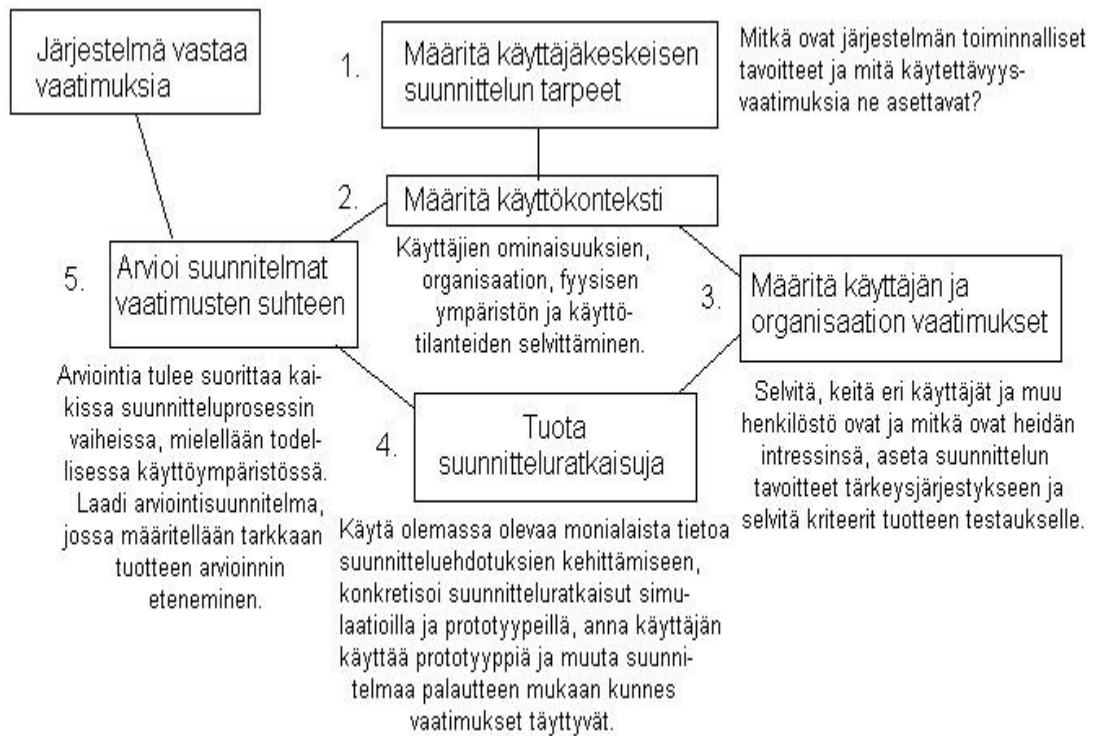 Järjestelmä vastaa
vaatimuksia
1.
Määritä käyttäjäkeskeisen
suunnittelun tarpeet
Mitkä ovat järjestelmän toiminnalliset
tavoitteet ja mitä käytettävyys-
vaatimuksia ne asettavat?
2.
Määritä käyttökonteksti
Käyttäjien ominaisuuksien,
organisaation, fyysisen
ympäristön ja käyttö-
tilanteiden selvittäminen.
3.
Määritä käyttäjän ja
organisaation vaatimukset
Selvitä, keitä eri käyttäjät ja muu
henkilöstö ovat ja mitkä ovat heidän
intressinsä, aseta suunnittelun
tavoitteet tärkeysjärjestykseen ja
selvitä kriteerit tuotteen testaukselle.
4.
Tuota
suunnitteluratkaisuja
Käytä olemassa olevaa monialaista tietoa
suunnitteluehdotuksien kehittämiseen,
konkretisoi suunnitteluratkaisut simu-
laatioilla ja prototyypeillä, anna käyttäjän
käyttää prototyyppiä ja muuta suunni-
telmaa palautteen mukaan kunnes
vaatimukset täyttyvät.
5.
Arvioi suunnitelmat
vaatimusten suhteen
Arviointia tulee suorittaa kai-
kissa suunnitteluprosessin
vaiheissa, mielellään todel-
lisessa käyttöympäristössä.
Laadi arviointisuunnitelma,
jossa määritellään tarkkaan
tuotteen arvioinnin
eteneminen.